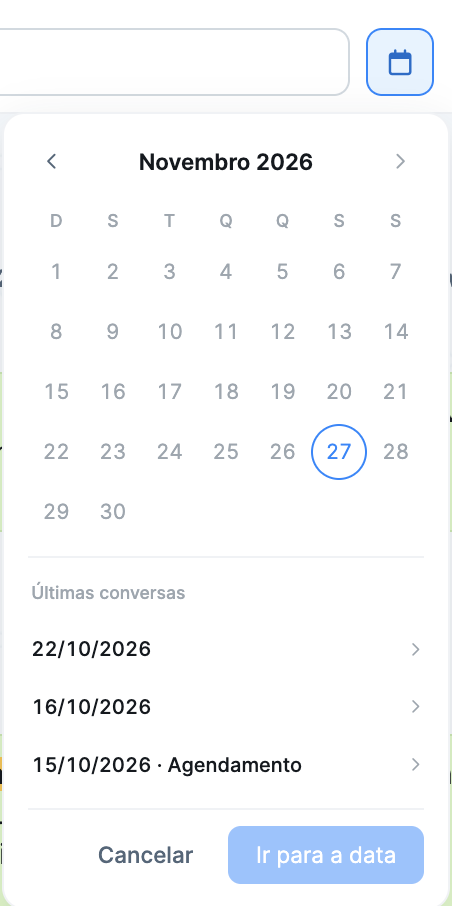 Novembro 2026
D S T Q Q S S
1 2 3 4 5 6 7
8 9 10 11 12 13 14
15 16 17 18 19 20 21
22 23 24 25 26 27 28
29 30
Últimas conversas
22/10/2026
16/10/2026
15/10/2026 · Agendamento
Cancelar Ir para a data